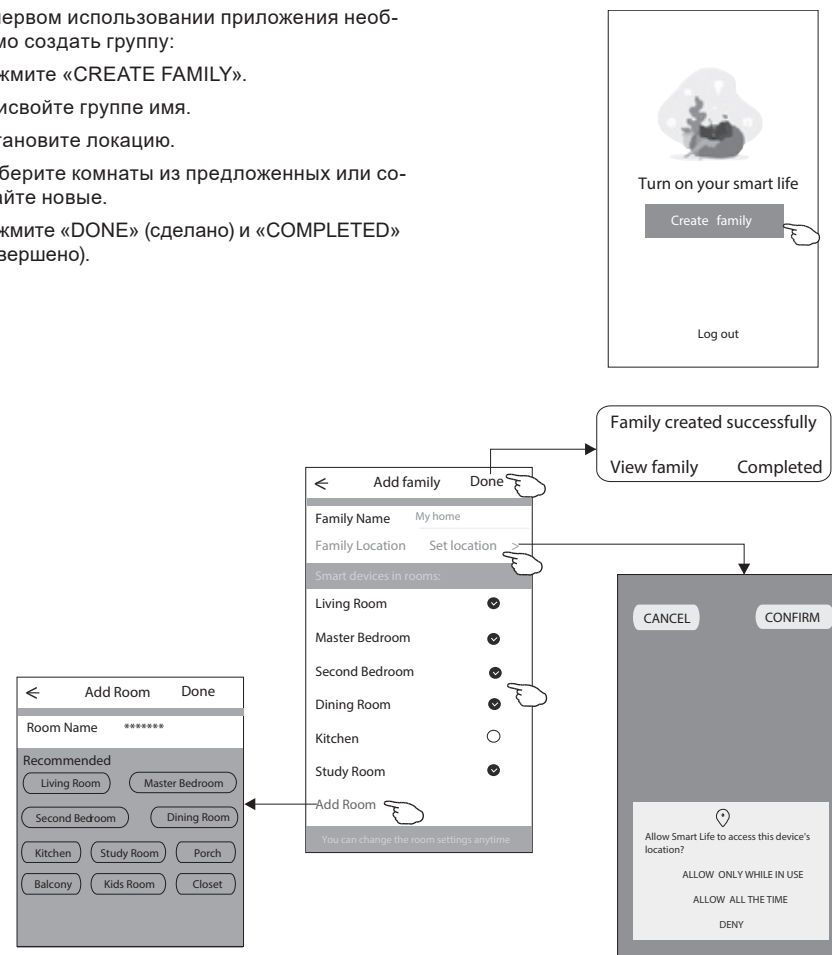 первом использовании приложения необ-
мо создать группу:
жмите «CREATE FAMILY».
исвойте группе имя.
тановите локацию.
берите комнаты из предложенных или со-
айте новые.
жмите «DONE» (сделано) и «COMPLETED»
вершено).
Turn on your smart life
Create family
Log out
Family created successfully
View family Completed
Add family Done
Family Name My home
Family Location Set location >
Smart devices in rooms:
Living Room
Master Bedroom
Second Bedroom
Dining Room
Kitchen
Study Room
Add Room
You can change the room settings anytime
Add Room Done
Room Name *******
Recommended
Living Room Master Bedroom
Second Bedroom Dining Room
Kitchen Study Room Porch
Balcony Kids Room Closet
CANCEL CONFIRM
Allow Smart Life to access this device's
location?
ALLOW ONLY WHILE IN USE
ALLOW ALL THE TIME
DENY